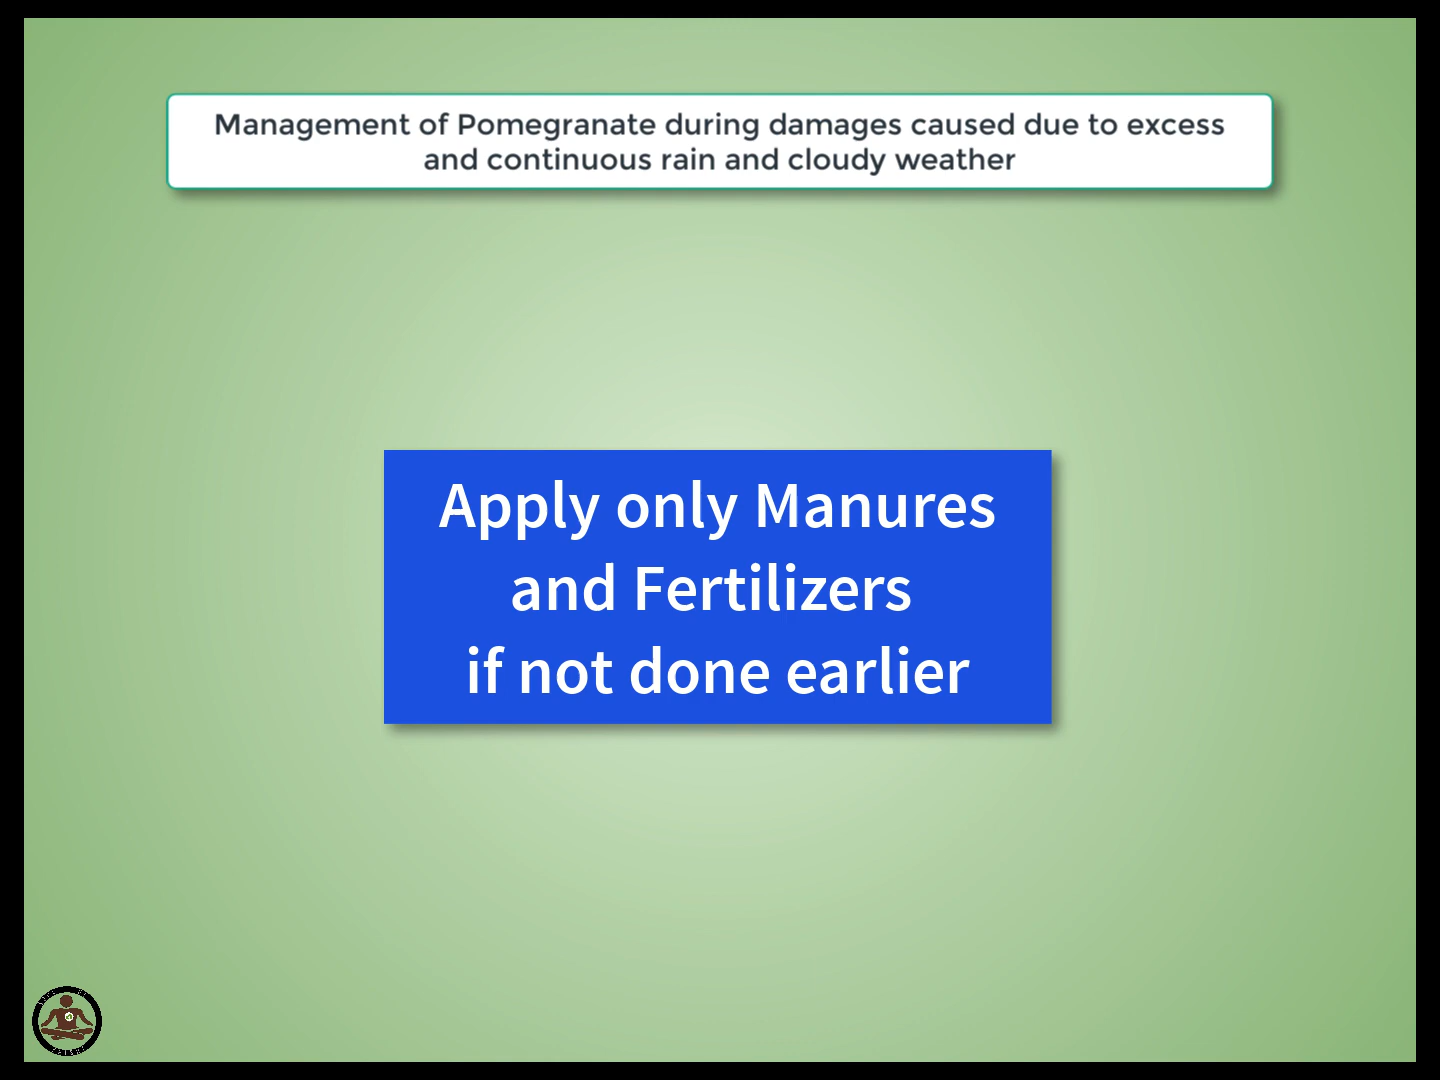 Management of Pomegranate during damages caused due to excess
and continuous rain and cloudy weather
Apply only Manures
and Fertilizers
if not done earlier